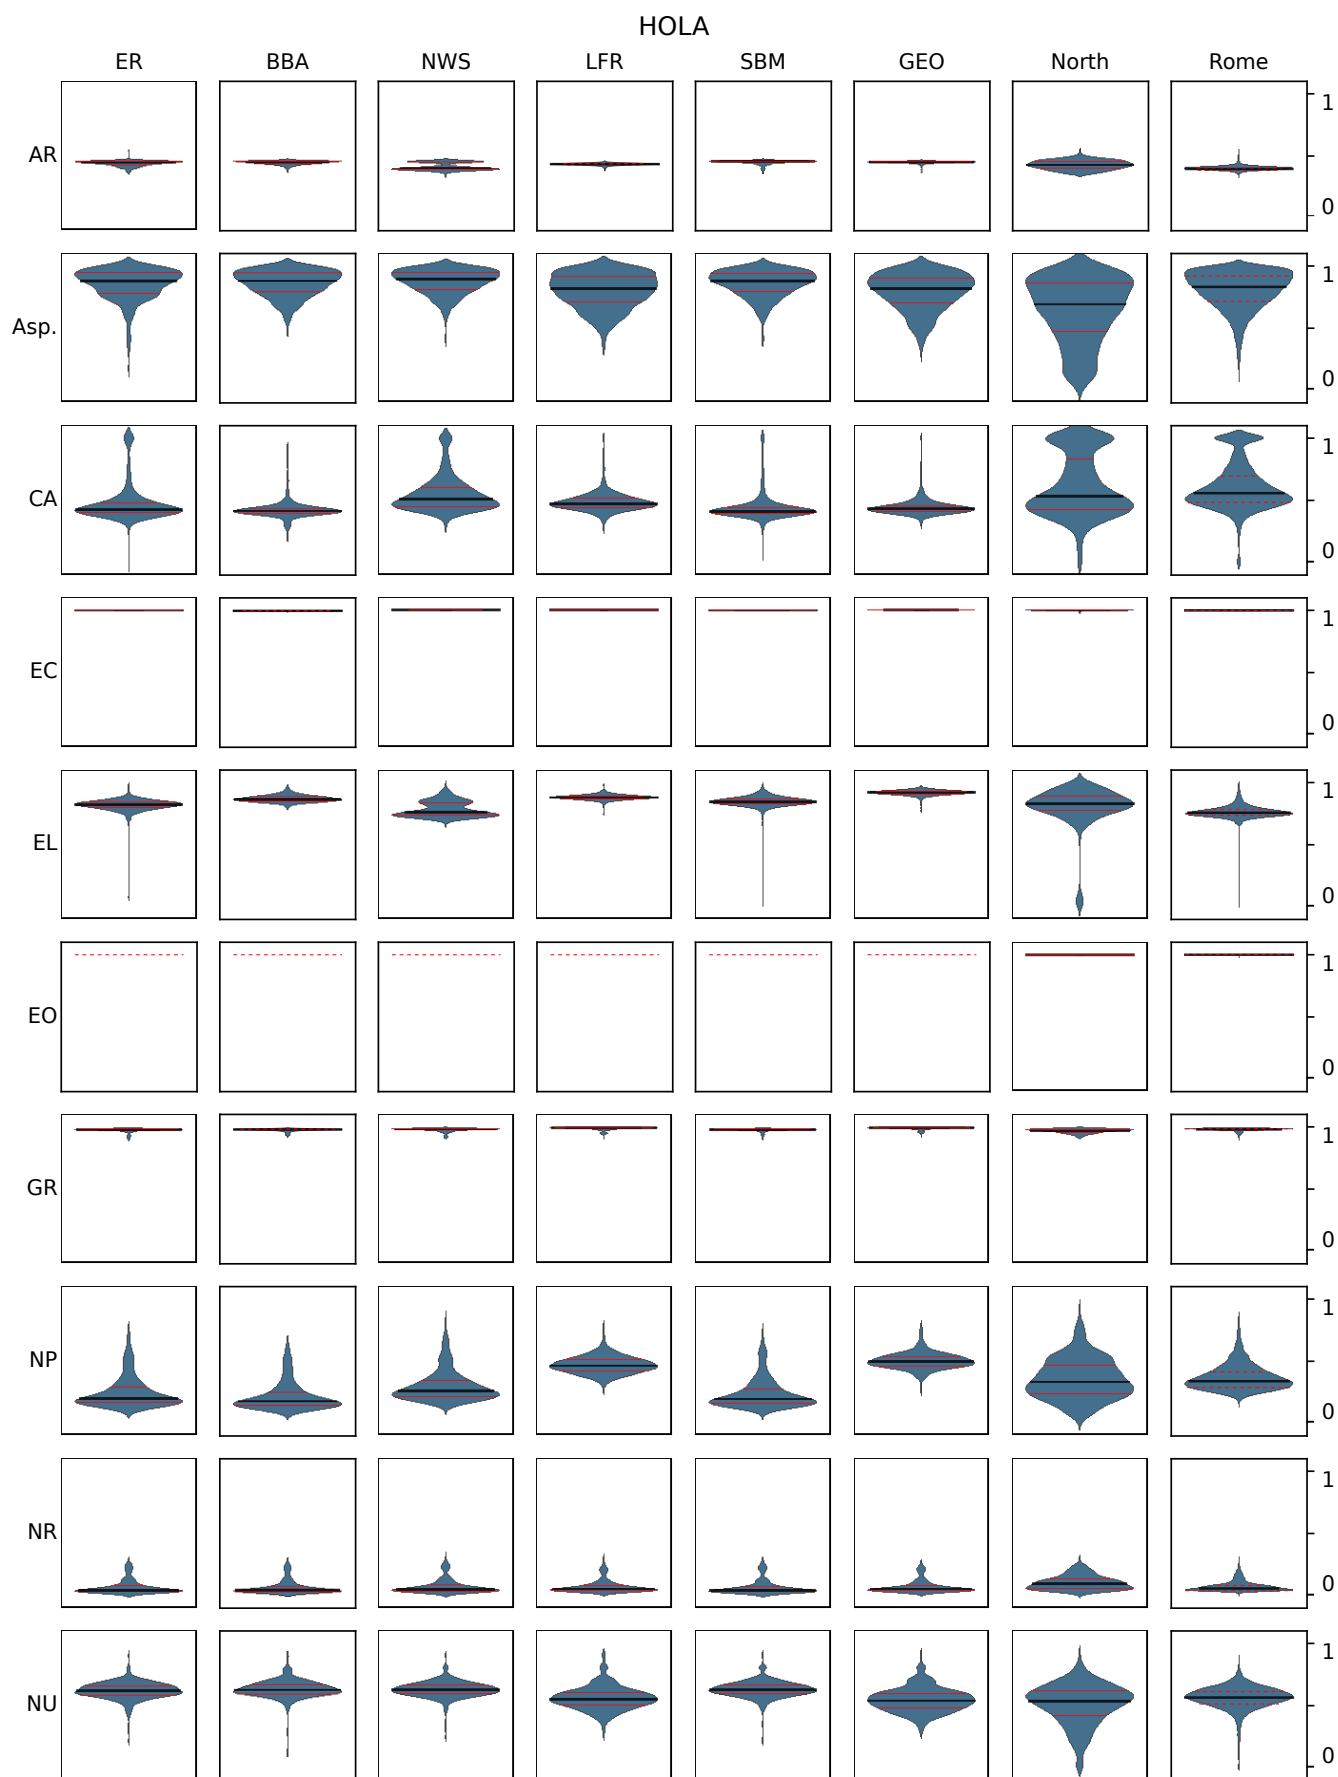 HOLA
ER BBA NWS LFR SBM GEO North Rome
AR 1 0
Asp. 1 0
CA 1 0
EC 1 0
EL 1 0
EO 1 0
GR 1 0
NP 1 0
NR 1 0
NU 1 0